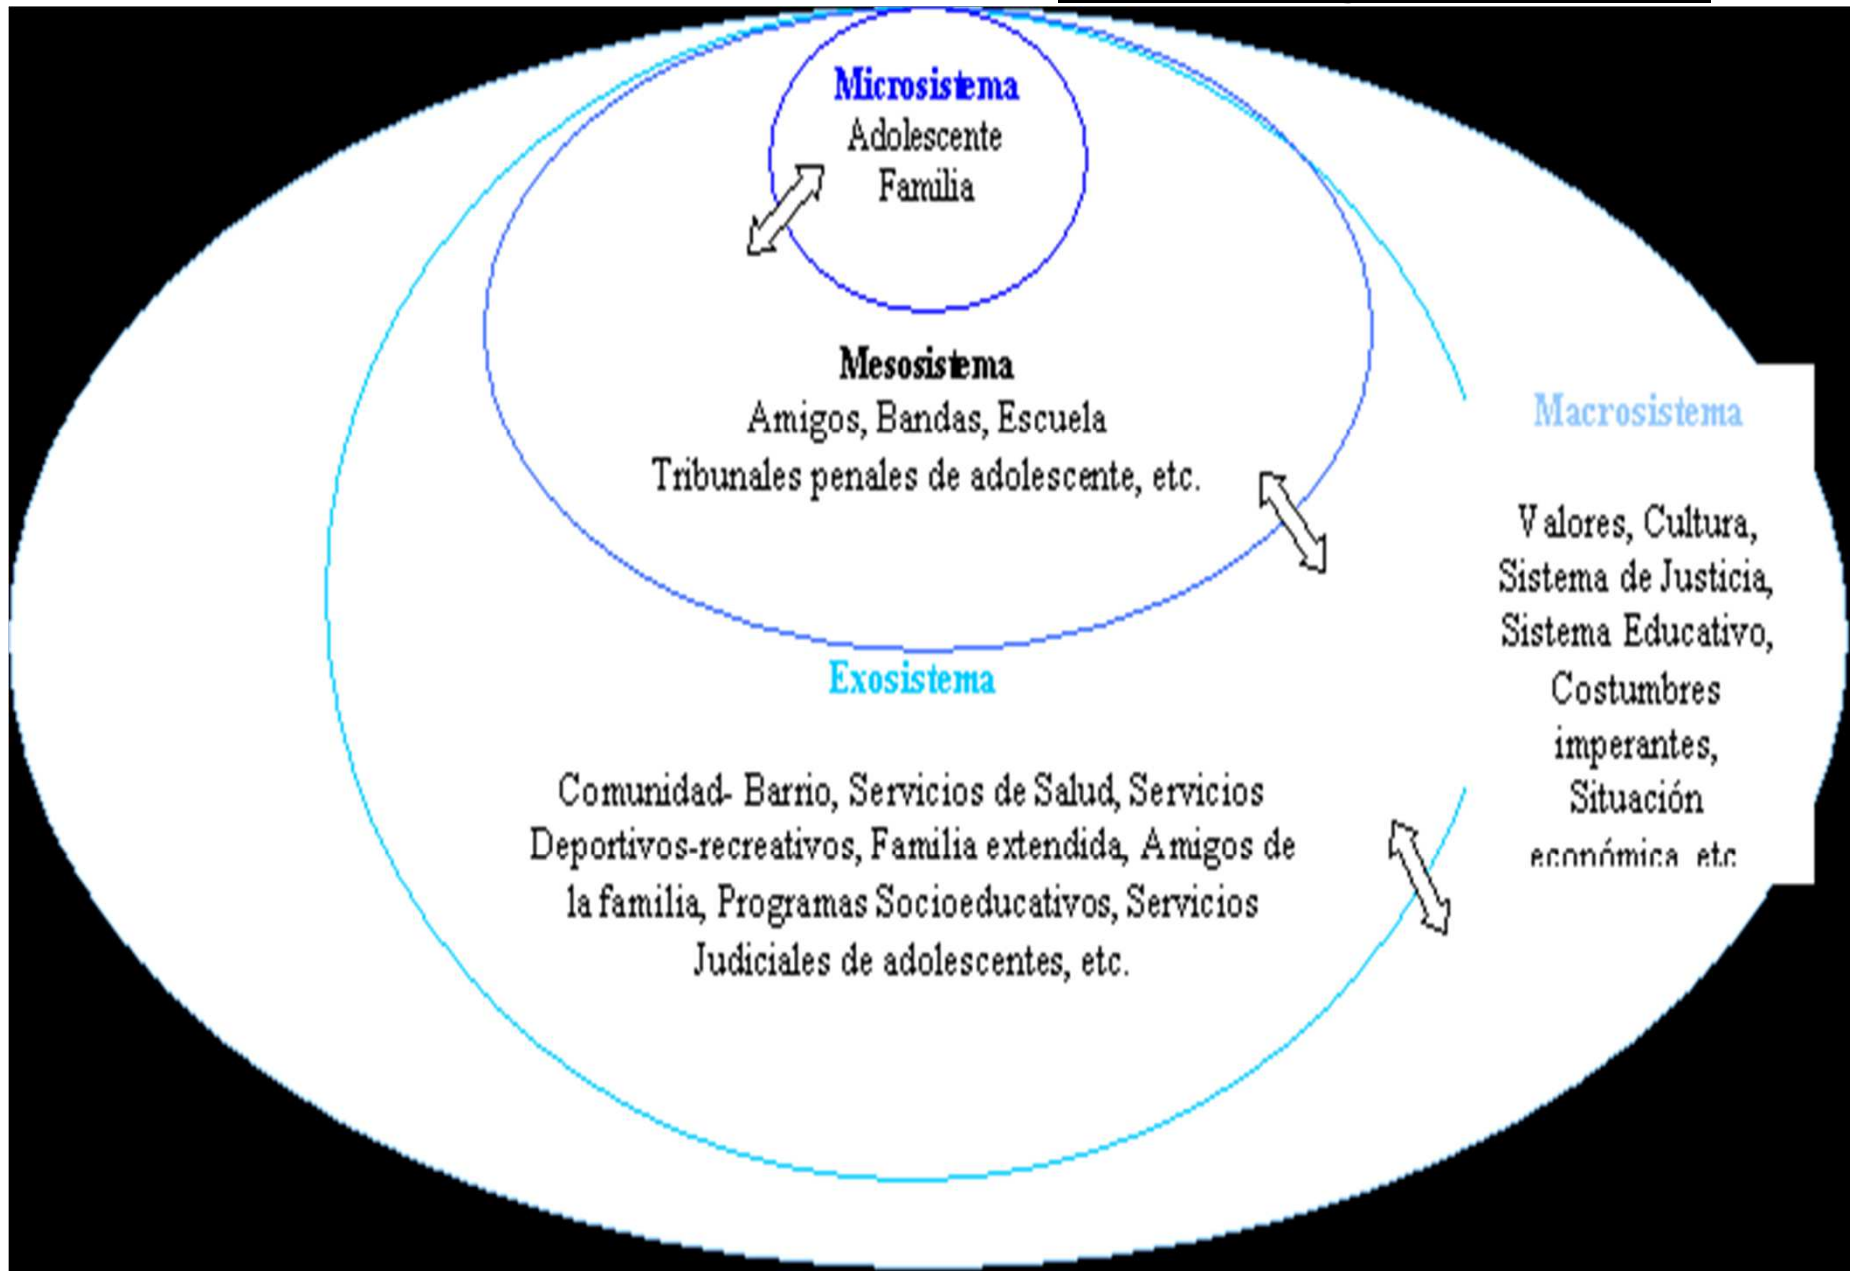 Microsistema
Adolescente
Familia
Mesosistema
Amigos, Bandas, Escuela
Tribunales penales de adolescente, etc.
Exosistema
Comunidad- Barrio, Servicios de Salud, Servicios
Deportivos-recreativos, Familia extendida, Amigos de
la familia, Programas Socioeducativos, Servicios
Judiciales de adolescentes, etc.
Macrosistema
Valores, Cultura,
Sistema de Justicia,
Sistema Educativo,
Costumbres
imperantes,
Situación
económica etc